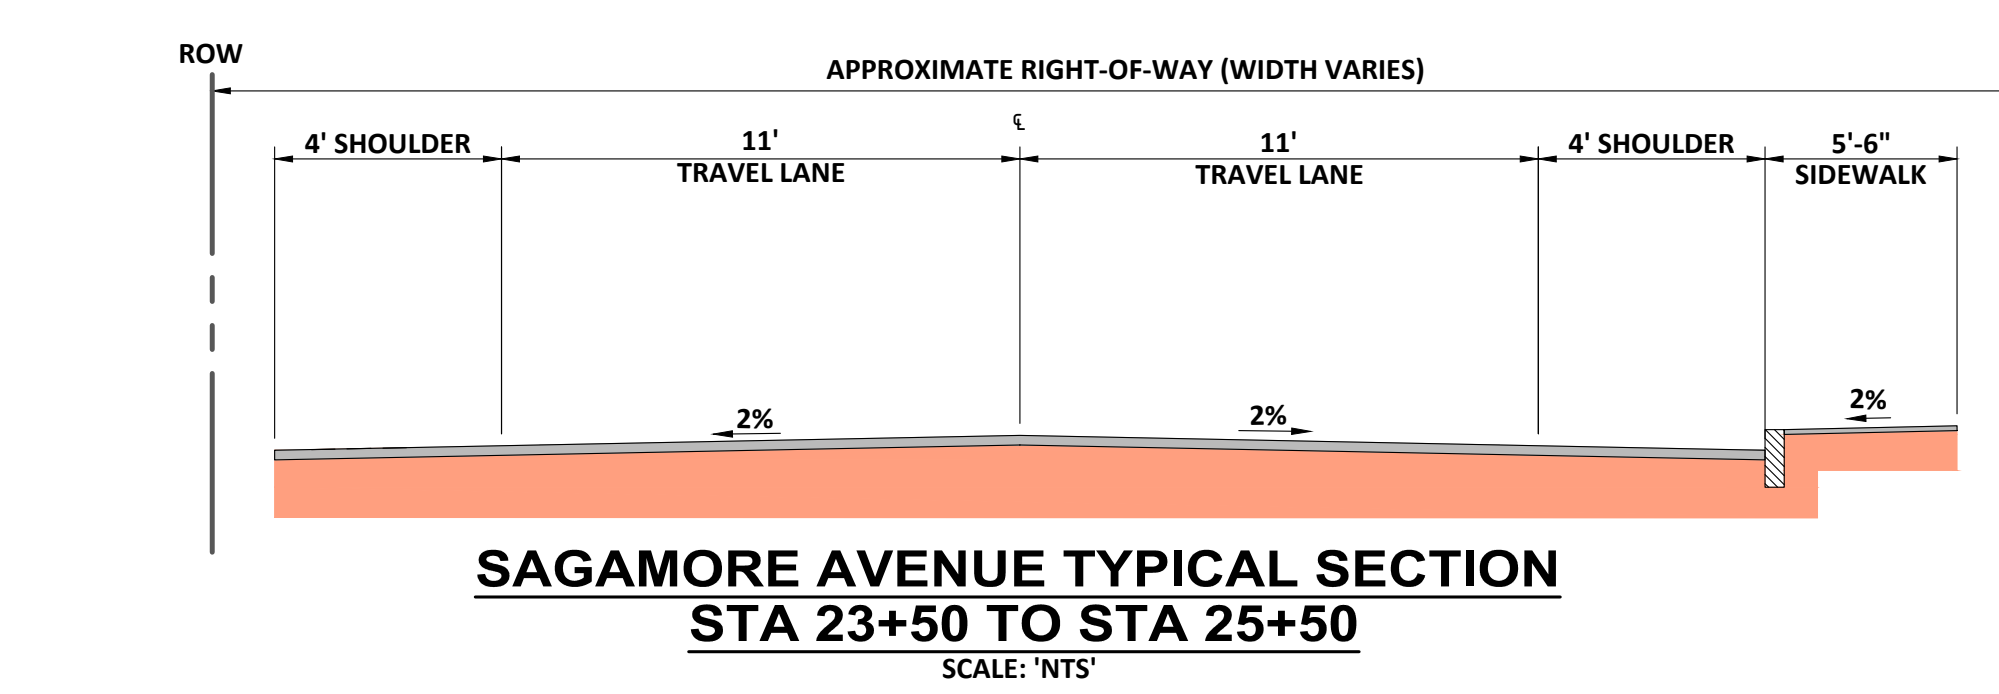 ROW
APPROXIMATE RIGHT-OF-WAY (WIDTH VARIES)
℄
4' SHOULDER
11'
TRAVEL LANE
11'
TRAVEL LANE
4' SHOULDER
5'-6"
SIDEWALK
2%
2%
2%
SAGAMORE AVENUE TYPICAL SECTION
STA 23+50 TO STA 25+50
SCALE: 'NTS'